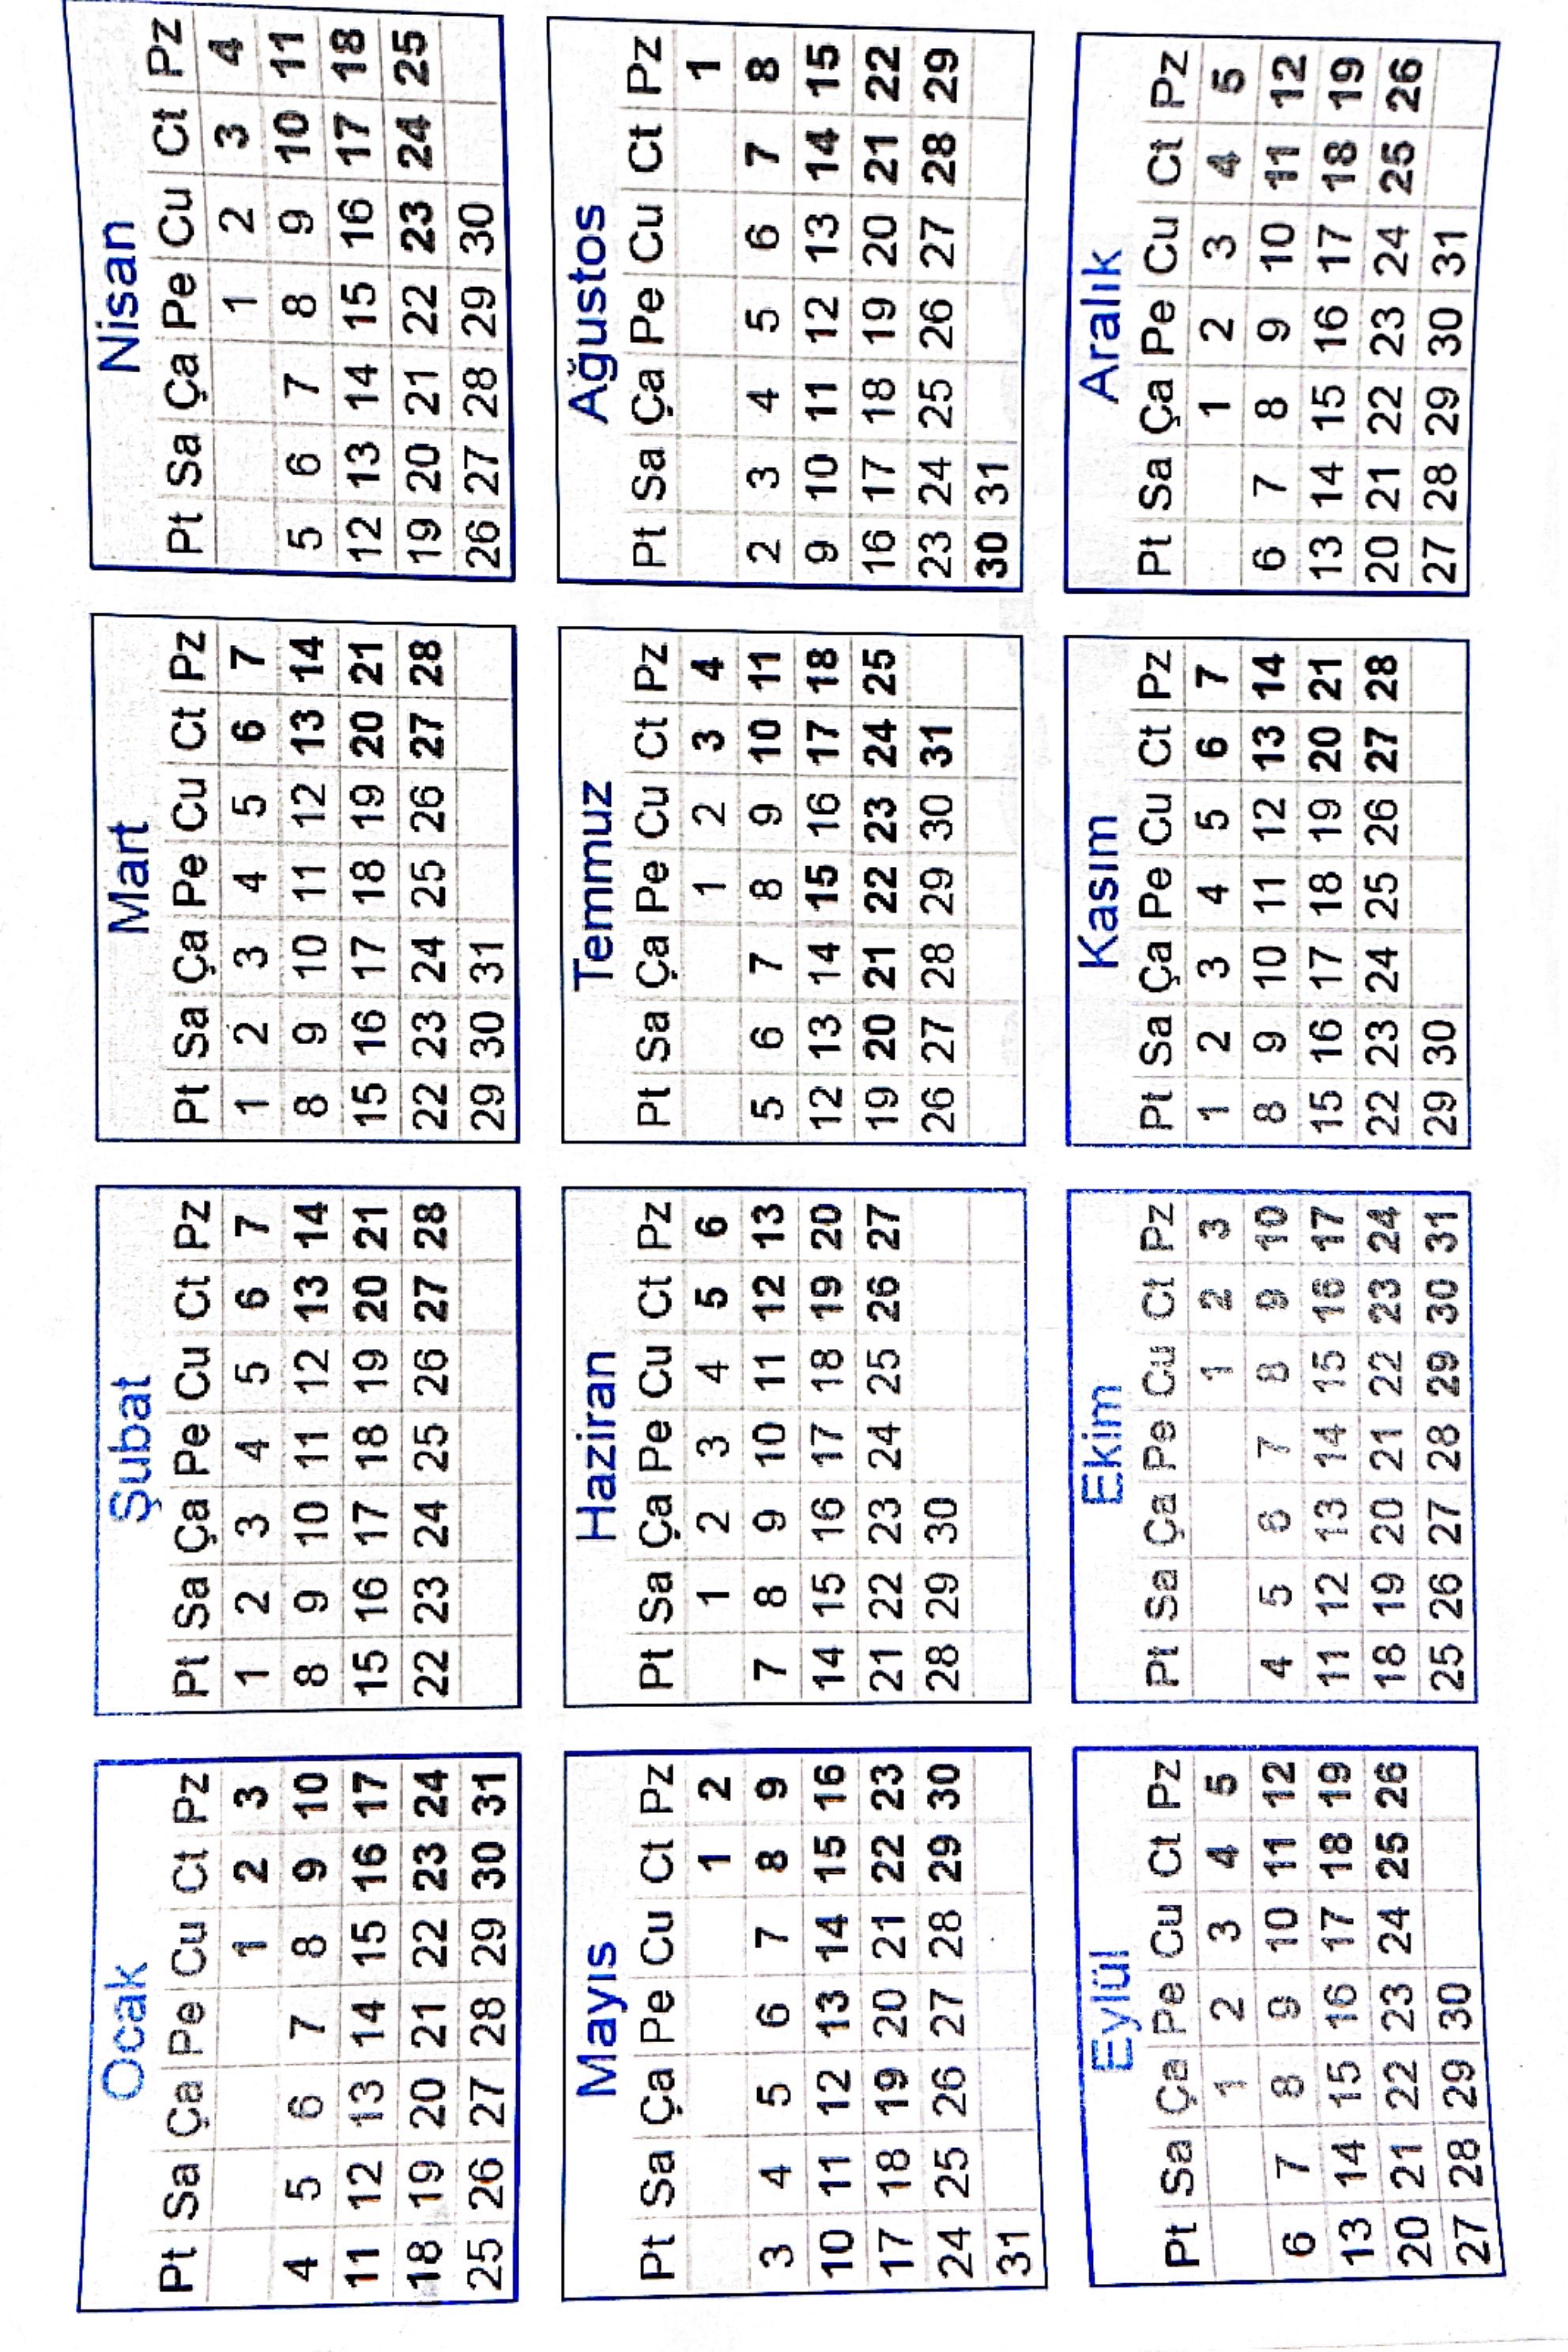 Ocak
Pt Sa Ça Pe Cu Ct Pz
1 2 3
4 5 6 7 8 9 10
11 12 13 14 15 16 17
18 19 20 21 22 23 24
25 26 27 28 29 30 31
Şubat
Pt Sa Ça Pe Cu Ct Pz
1 2 3 4 5 6 7
8 9 10 11 12 13 14
15 16 17 18 19 20 21
22 23 24 25 26 27 28
Mart
Pt Sa Ça Pe Cu Ct Pz
1 2 3 4 5 6 7
8 9 10 11 12 13 14
15 16 17 18 19 20 21
22 23 24 25 26 27 28
29 30 31
Nisan
Pt Sa Ça Pe Cu Ct Pz
1 2 3 4
5 6 7 8 9 10 11
12 13 14 15 16 17 18
19 20 21 22 23 24 25
26 27 28 29 30
Mayıs
Pt Sa Ça Pe Cu Ct Pz
1 2
3 4 5 6 7 8 9
10 11 12 13 14 15 16
17 18 19 20 21 22 23
24 25 26 27 28 29 30
31
Haziran
Pt Sa Ça Pe Cu Ct Pz
1 2 3 4 5 6
7 8 9 10 11 12 13
14 15 16 17 18 19 20
21 22 23 24 25 26 27
28 29 30
Temmuz
Pt Sa Ça Pe Cu Ct Pz
1 2 3 4
5 6 7 8 9 10 11
12 13 14 15 16 17 18
19 20 21 22 23 24 25
26 27 28 29 30 31
Ağustos
Pt Sa Ça Pe Cu Ct Pz
1
2 3 4 5 6 7 8
9 10 11 12 13 14 15
16 17 18 19 20 21 22
23 24 25 26 27 28 29
30 31
Eylül
Pt Sa Ça Pe Cu Ct Pz
1 2 3 4 5
6 7 8 9 10 11 12
13 14 15 16 17 18 19
20 21 22 23 24 25 26
27 28 29 30
Ekim
Pt Sa Ça Pe Cu Ct Pz
1 2 3
4 5 6 7 8 9 10
11 12 13 14 15 16 17
18 19 20 21 22 23 24
25 26 27 28 29 30 31
Kasım
Pt Sa Ça Pe Cu Ct Pz
1 2 3 4 5 6 7
8 9 10 11 12 13 14
15 16 17 18 19 20 21
22 23 24 25 26 27 28
29 30
Aralık
Pt Sa Ça Pe Cu Ct Pz
1 2 3 4 5
6 7 8 9 10 11 12
13 14 15 16 17 18 19
20 21 22 23 24 25 26
27 28 29 30 31